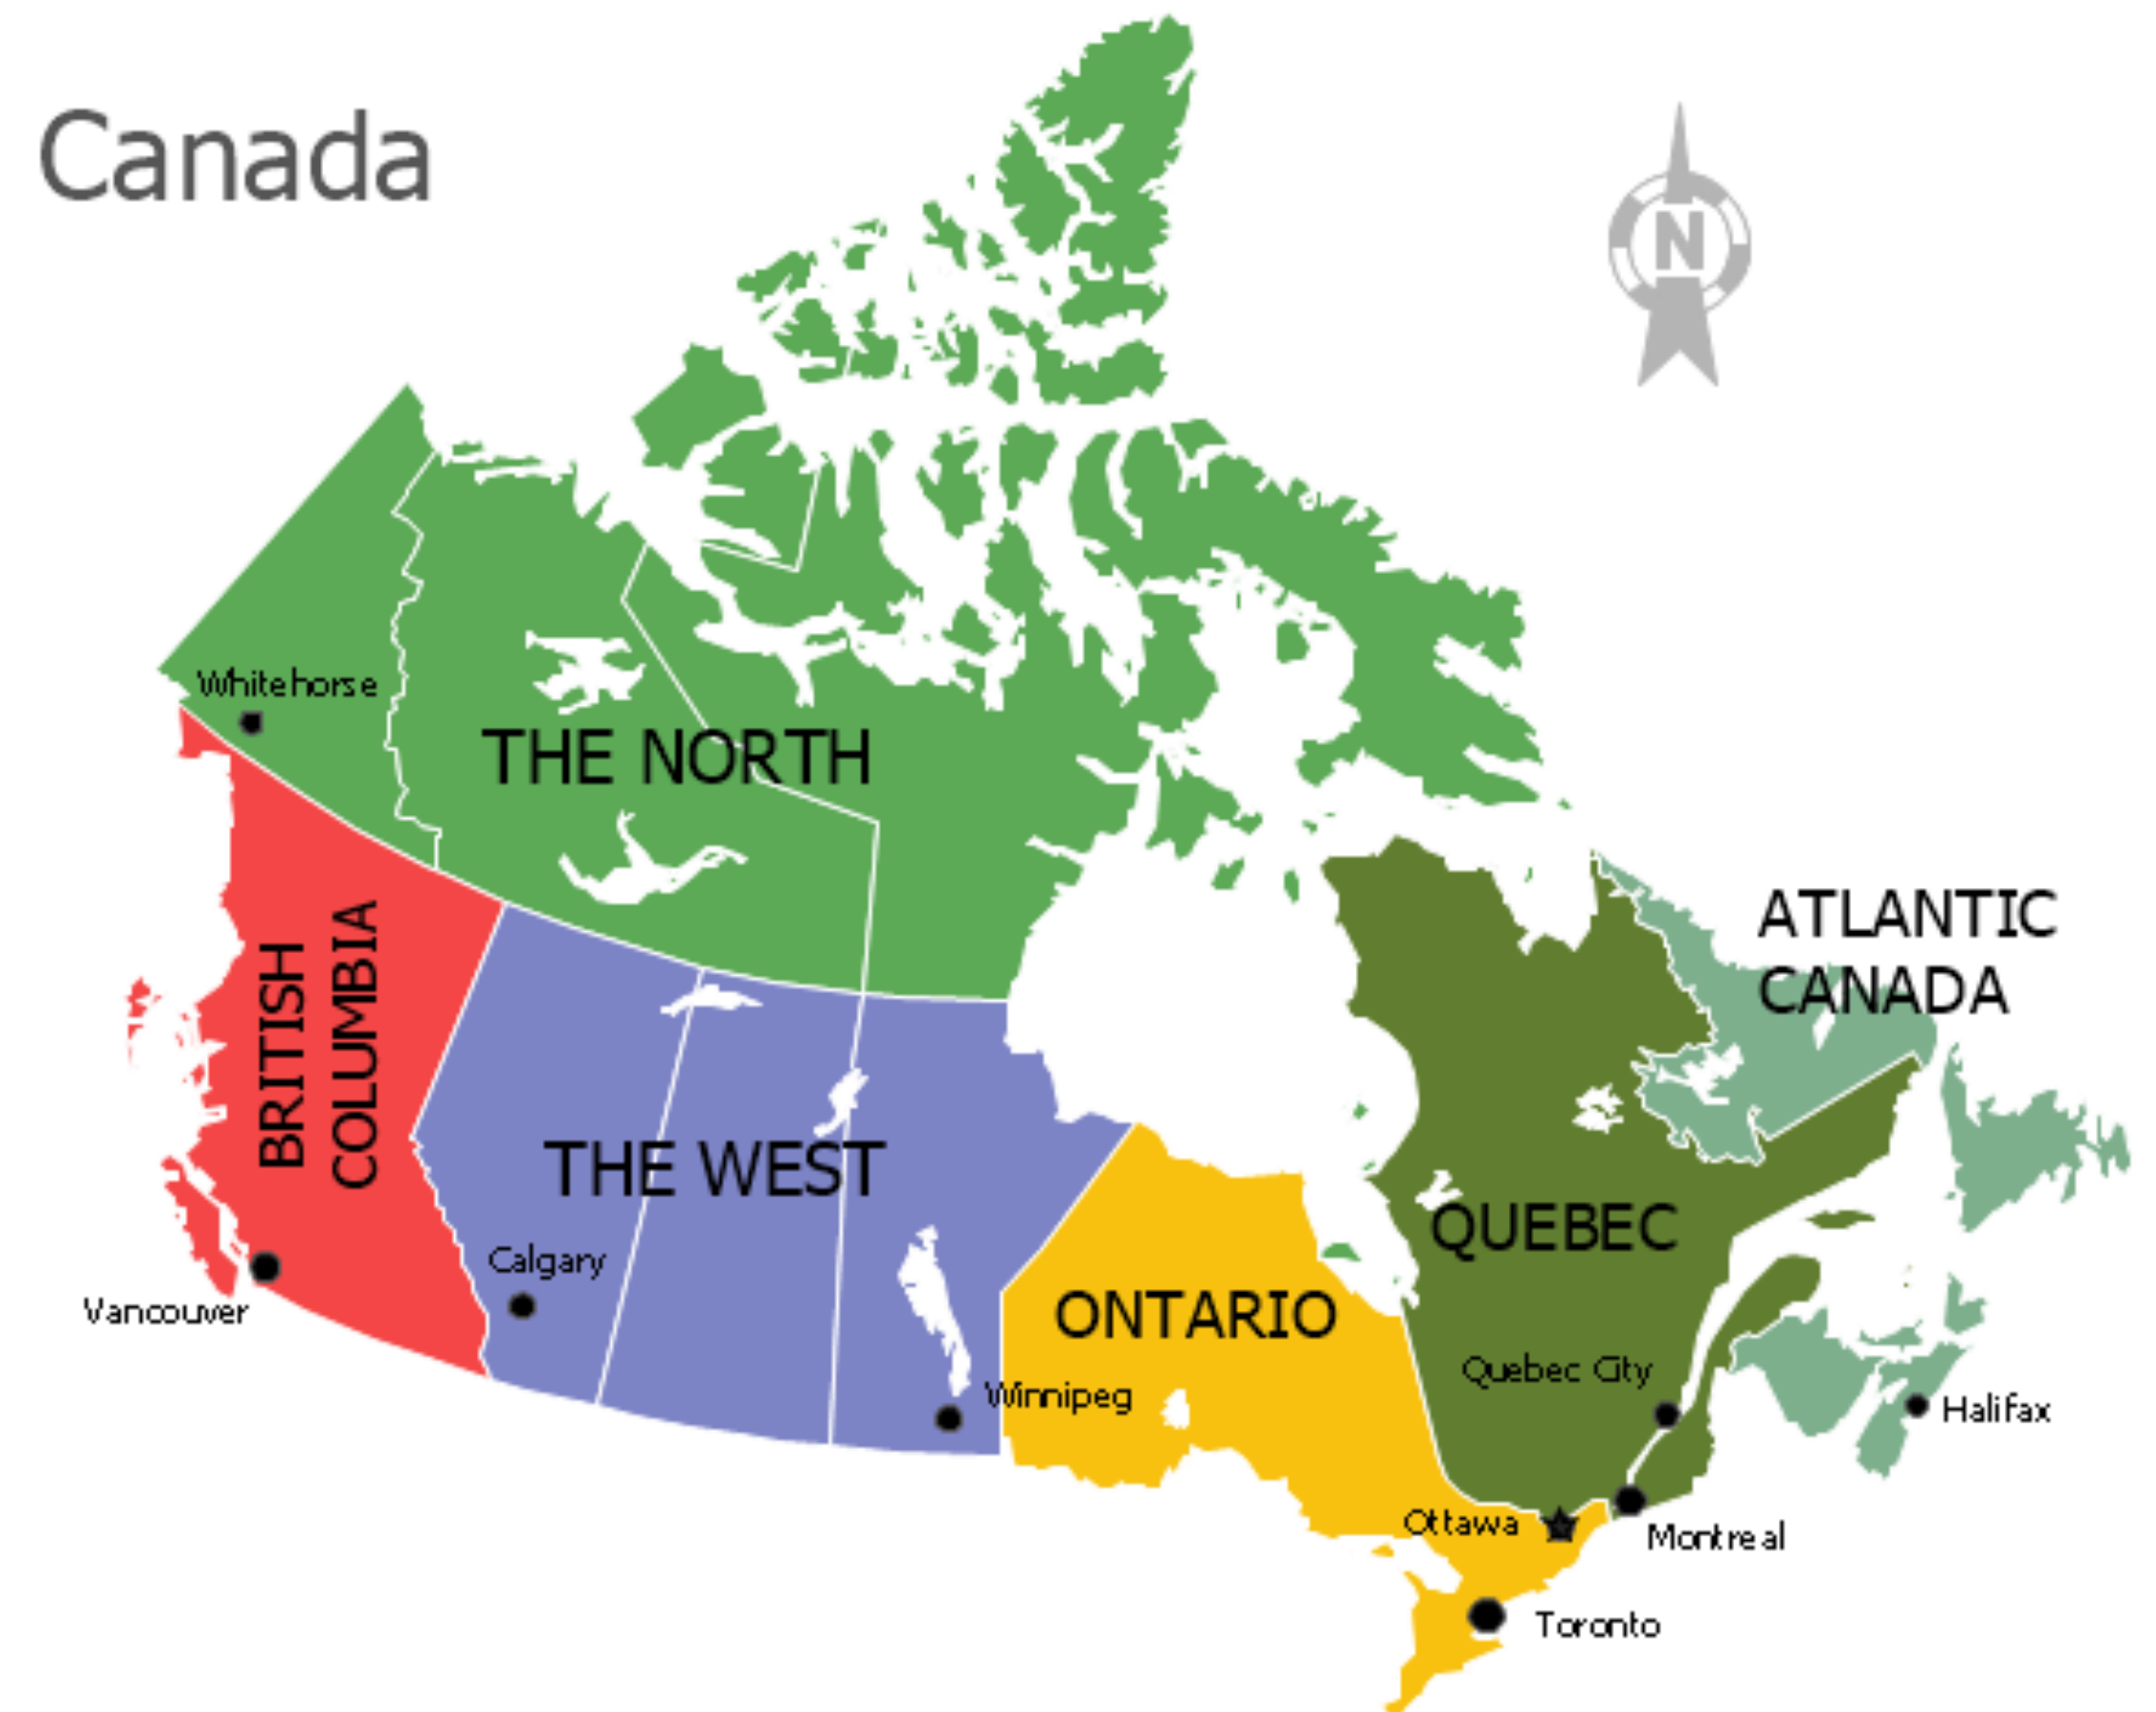 Canada
N
Whitehorse
THE NORTH
ATLANTIC
CANADA
BRITISH
COLUMBIA
THE WEST
QUEBEC
Calgary
ONTARIO
Vancouver
Quebec City
Winnipeg
Halifax
Ottawa
Montreal
Toronto